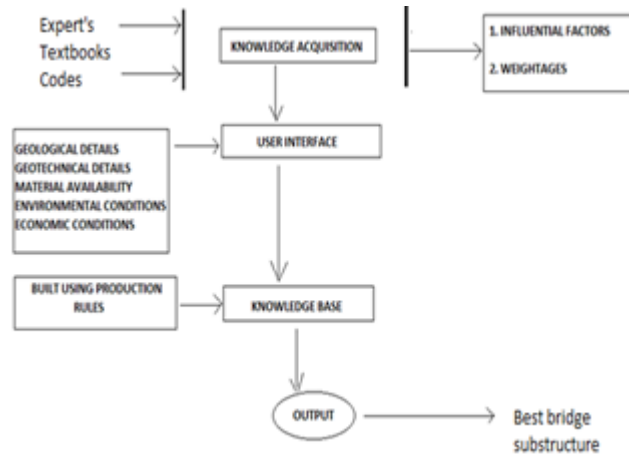 Expert's
Textbooks
Codes
KNOWLEDGE ACQUISITION
1. INFLUENTIAL FACTORS
2. WEIGHTAGES
GEOLOGICAL DETAILS
GEOTECHNICAL DETAILS
MATERIAL AVAILABILITY
ENVIRONMENTAL CONDITIONS
ECONOMIC CONDITIONS
USER INTERFACE
BUILT USING PRODUCTION
RULES
KNOWLEDGE BASE
OUTPUT
Best bridge
substructure